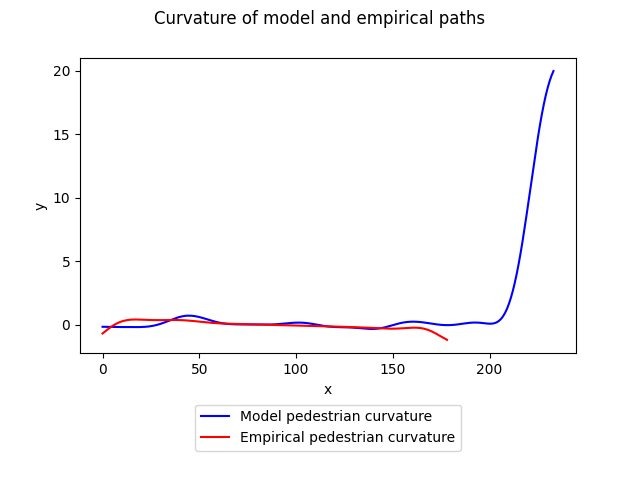 Curvature of model and empirical paths
20
15
10
5
0
y
0 50 100 150 200
x
Model pedestrian curvature
Empirical pedestrian curvature